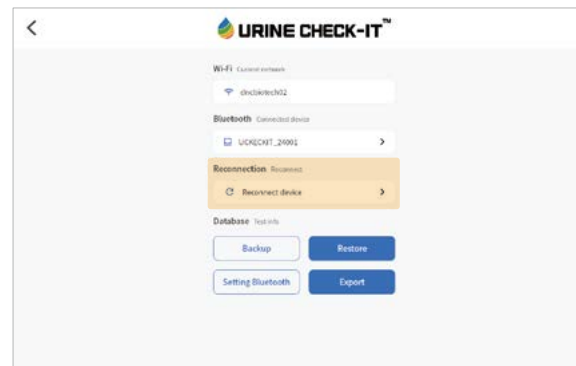 URINE CHECK-IT™
Wi-Fi Current network
dncbiotech02
Bluetooth Connected device
UCKECKIT_24001
Reconnection Reconnect
Reconnect device
Database Test info
Backup Restore
Setting Bluetooth Export